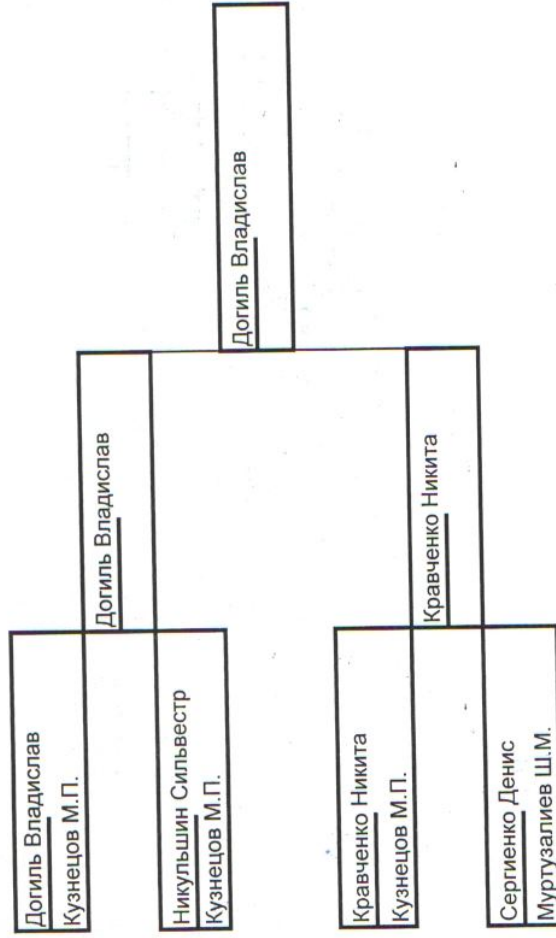 Догиль Владислав
Кузнецов М.П.
Никульшин Сильвестр
Кузнецов М.П.
Кравченко Никита
Кузнецов М.П.
Сергиенко Денис
Муртузалиев Ш.М.
Догиль Владислав
Кравченко Никита
Догиль Владислав